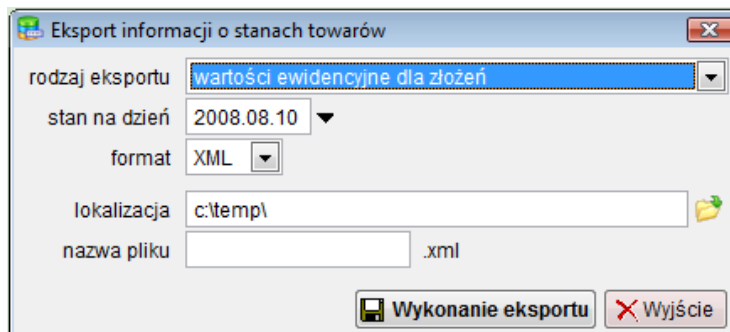 Eksport informacji o stanach towarów
rodzaj eksportu wartości ewidencyjne dla złożeń
stan na dzień 2008.08.10
format XML
lokalizacja c:\temp\
nazwa pliku .xml
Wykonanie eksportu Wyjście